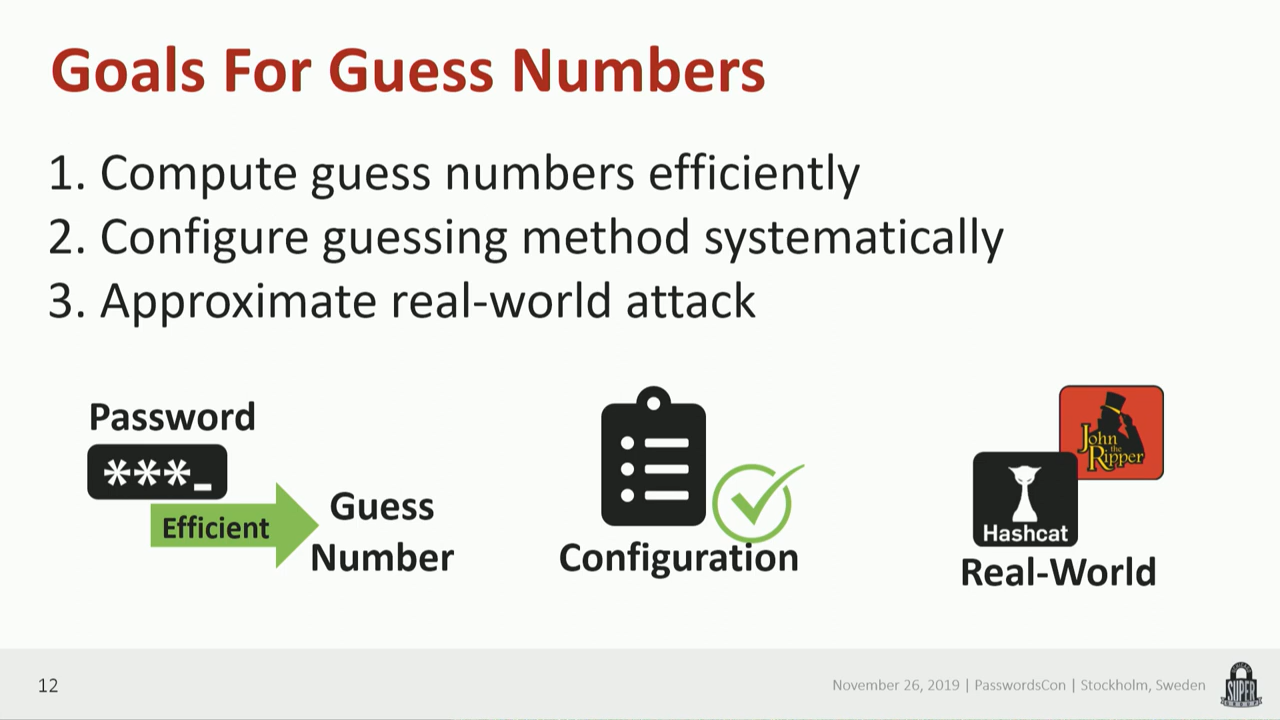 Goals For Guess Numbers
1. Compute guess numbers efficiently
2. Configure guessing method systematically
3. Approximate real-world attack
Password
***_
Efficient
Guess
Number
Configuration
John
the
Ripper
Hashcat
Real-World
12
November 26, 2019 | PasswordsCon | Stockholm, Sweden
SUPER